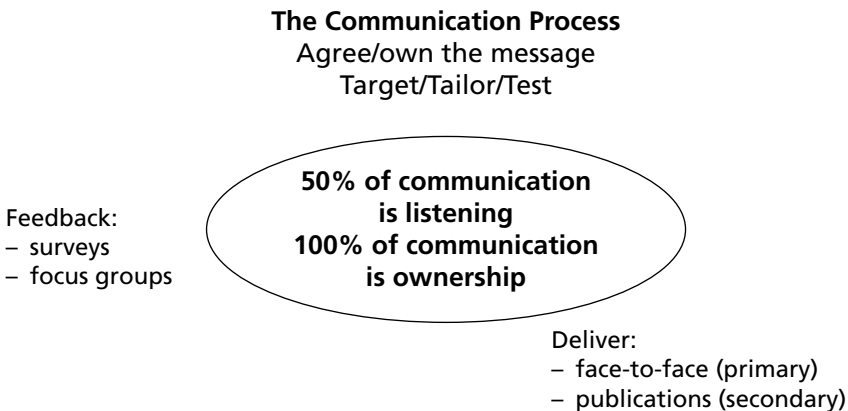 The Communication Process
Agree/own the message
Target/Tailor/Test
50% of communication
is listening
100% of communication
is ownership
Feedback:
– surveys
– focus groups
Deliver:
– face-to-face (primary)
– publications (secondary)